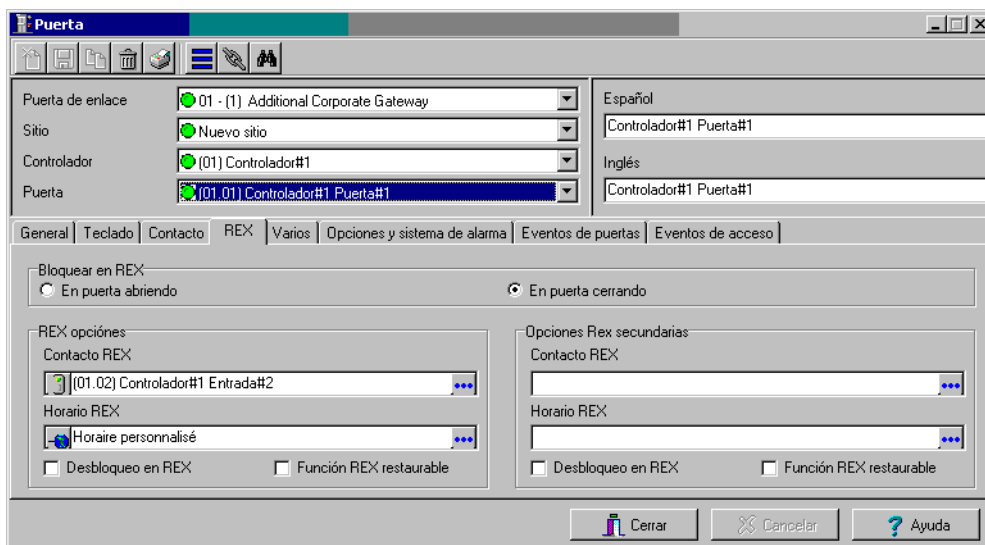 Puerta
Puerta de enlace
01 - (1) Additional Corporate Gateway
Sitio
Nuevo sitio
Controlador
(01) Controlador#1
Puerta
(01.01) Controlador#1 Puerta#1
Español
Controlador#1 Puerta#1
Inglés
Controlador#1 Puerta#1
General Teclado Contacto REX Varios Opciones y sistema de alarma Eventos de puertas Eventos de acceso
Bloquear en REX
En puerta abriendo En puerta cerrando
REX opciónes
Contacto REX
(01.02) Controlador#1 Entrada#2
Horario REX
Horaire personnalisé
Desbloqueo en REX Función REX restaurable
Opciones Rex secundarias
Contacto REX
Horario REX
Desbloqueo en REX Función REX restaurable
Cerrar Cancelar Ayuda